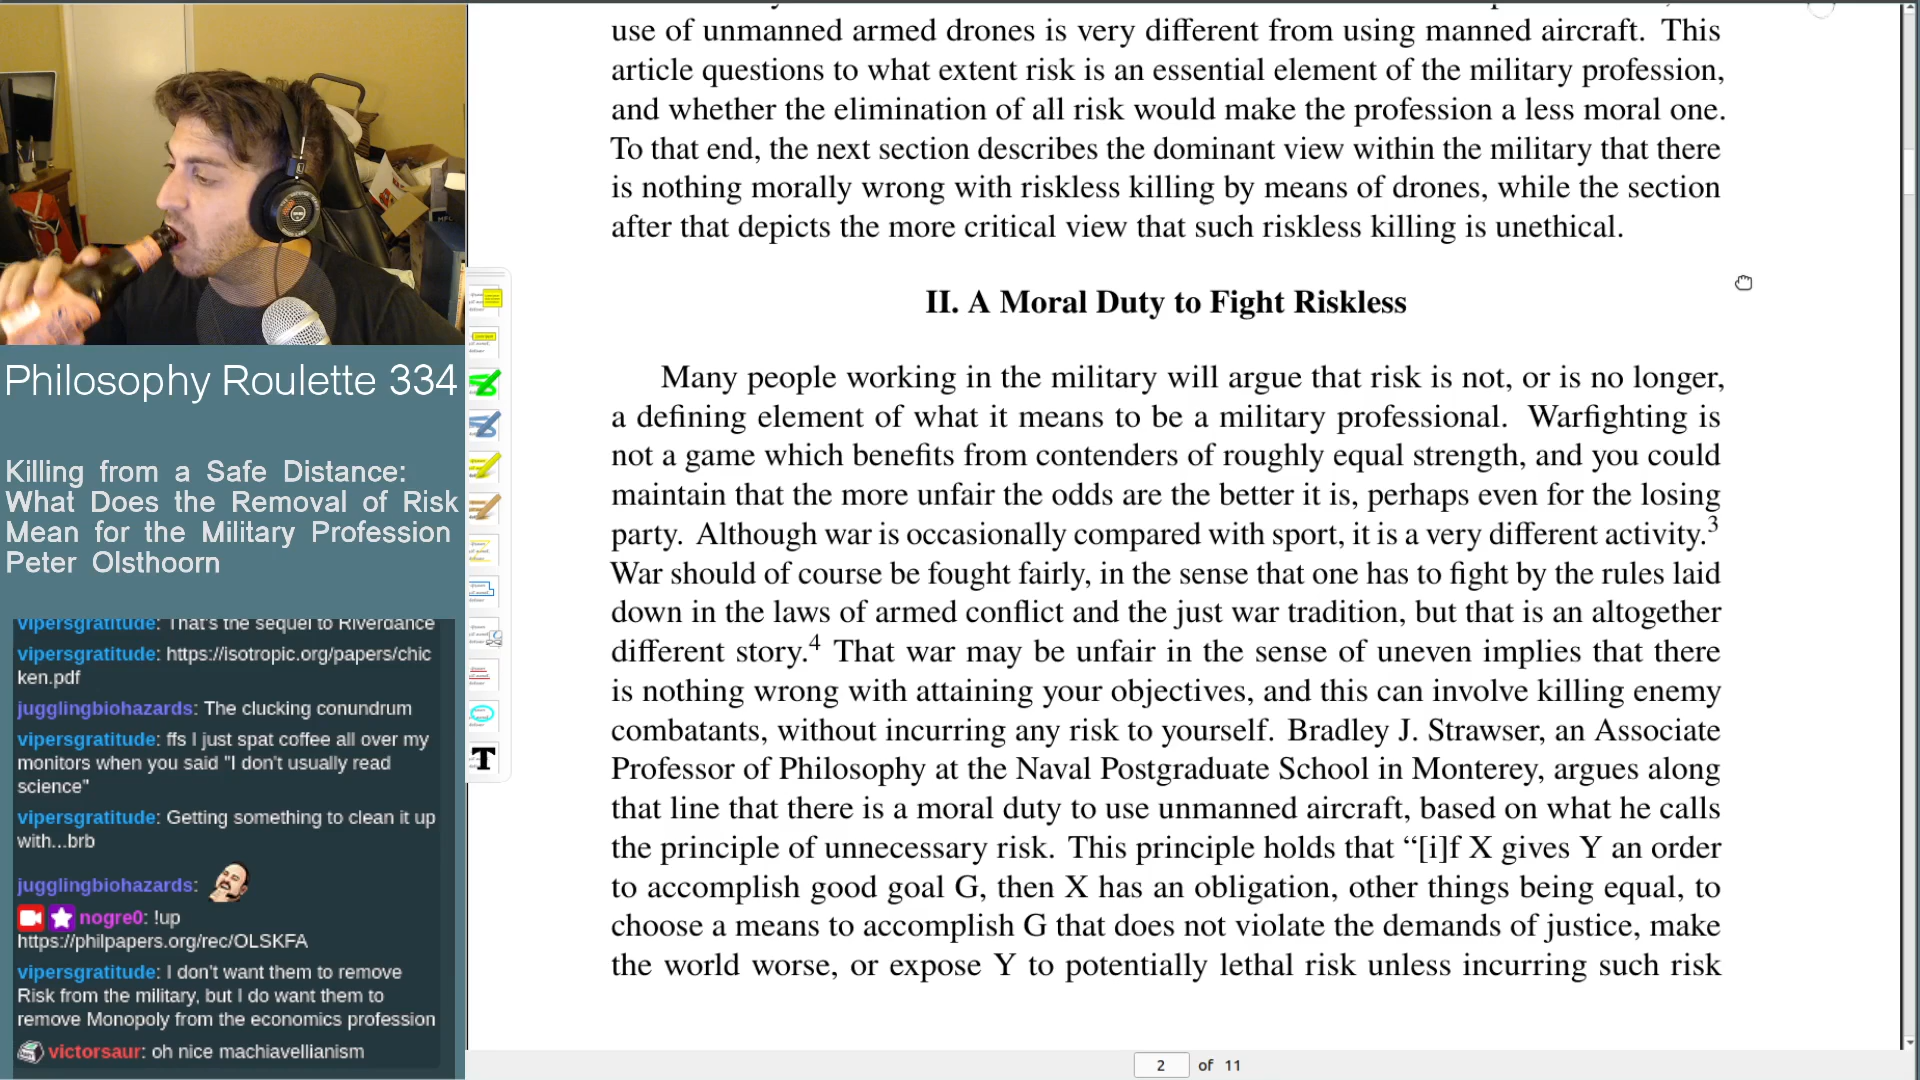 use of unmanned armed drones is very different from using manned aircraft. This
article questions to what extent risk is an essential element of the military profession,
and whether the elimination of all risk would make the profession a less moral one.
To that end, the next section describes the dominant view within the military that there
is nothing morally wrong with riskless killing by means of drones, while the section
after that depicts the more critical view that such riskless killing is unethical.
II. A Moral Duty to Fight Riskless
Many people working in the military will argue that risk is not, or is no longer,
a defining element of what it means to be a military professional. Warfighting is
not a game which benefits from contenders of roughly equal strength, and you could
maintain that the more unfair the odds are the better it is, perhaps even for the losing
party. Although war is occasionally compared with sport, it is a very different activity.3
War should of course be fought fairly, in the sense that one has to fight by the rules laid
down in the laws of armed conflict and the just war tradition, but that is an altogether
different story.4 That war may be unfair in the sense of uneven implies that there
is nothing wrong with attaining your objectives, and this can involve killing enemy
combatants, without incurring any risk to yourself. Bradley J. Strawser, an Associate
Professor of Philosophy at the Naval Postgraduate School in Monterey, argues along
that line that there is a moral duty to use unmanned aircraft, based on what he calls
the principle of unnecessary risk. This principle holds that “[i]f X gives Y an order
to accomplish good goal G, then X has an obligation, other things being equal, to
choose a means to accomplish G that does not violate the demands of justice, make
the world worse, or expose Y to potentially lethal risk unless incurring such risk
2 of 11
Philosophy Roulette 334
Killing from a Safe Distance:
What Does the Removal of Risk
Mean for the Military Profession
Peter Olsthoorn
vipersgratitude: That's the sequel to Riverdance
vipersgratitude: https://isotropic.org/papers/chic
ken.pdf
jugglingbiohazards: The clucking conundrum
vipersgratitude: ffs I just spat coffee all over my
monitors when you said "I don't usually read
science"
vipersgratitude: Getting something to clean it up
with...brb
jugglingbiohazards:
nogre0: !up
https://philpapers.org/rec/OLSKFA
vipersgratitude: I don't want them to remove
Risk from the military, but I do want them to
remove Monopoly from the economics profession
victorsaur: oh nice machiavellianism
T